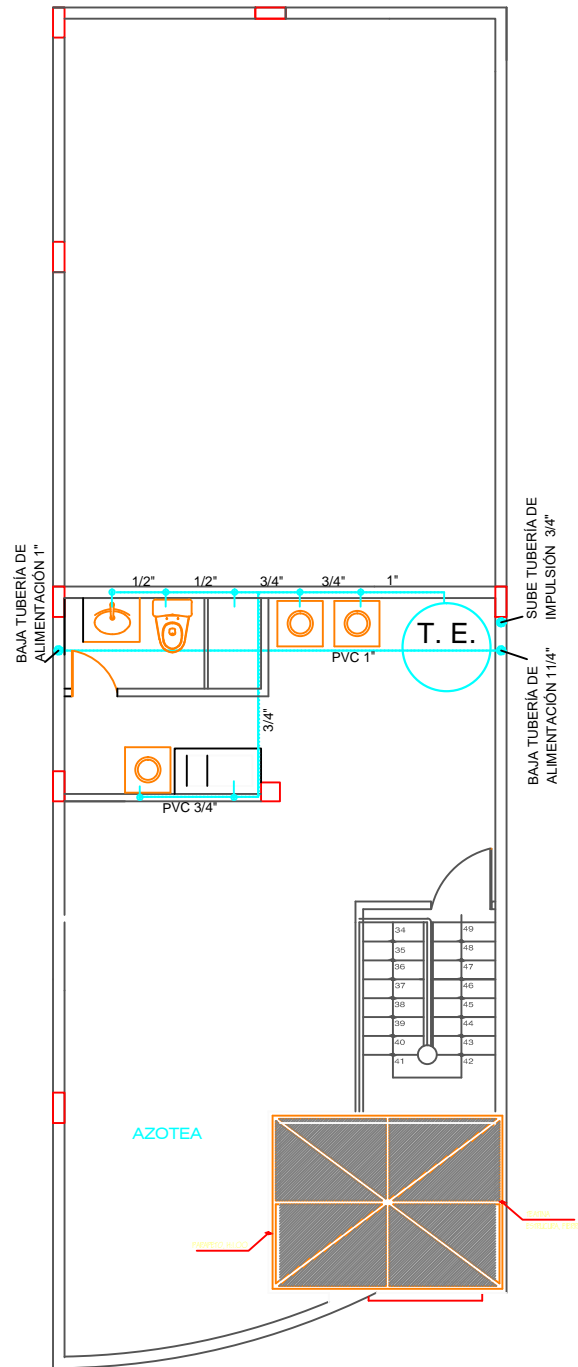 SUBE TUBERÍA DE
IMPULSIÓN 3/4"
BAJA TUBERÍA DE
ALIMENTACIÓN 1"
1/2"
1/2"
3/4"
3/4"
1"
T. E.
PVC 1"
BAJA TUBERÍA DE
ALIMENTACIÓN 11/4"
3/4"
PVC 3/4"
34
49
35
48
36
47
37
46
38
45
39
44
40
43
41
42
AZOTEA